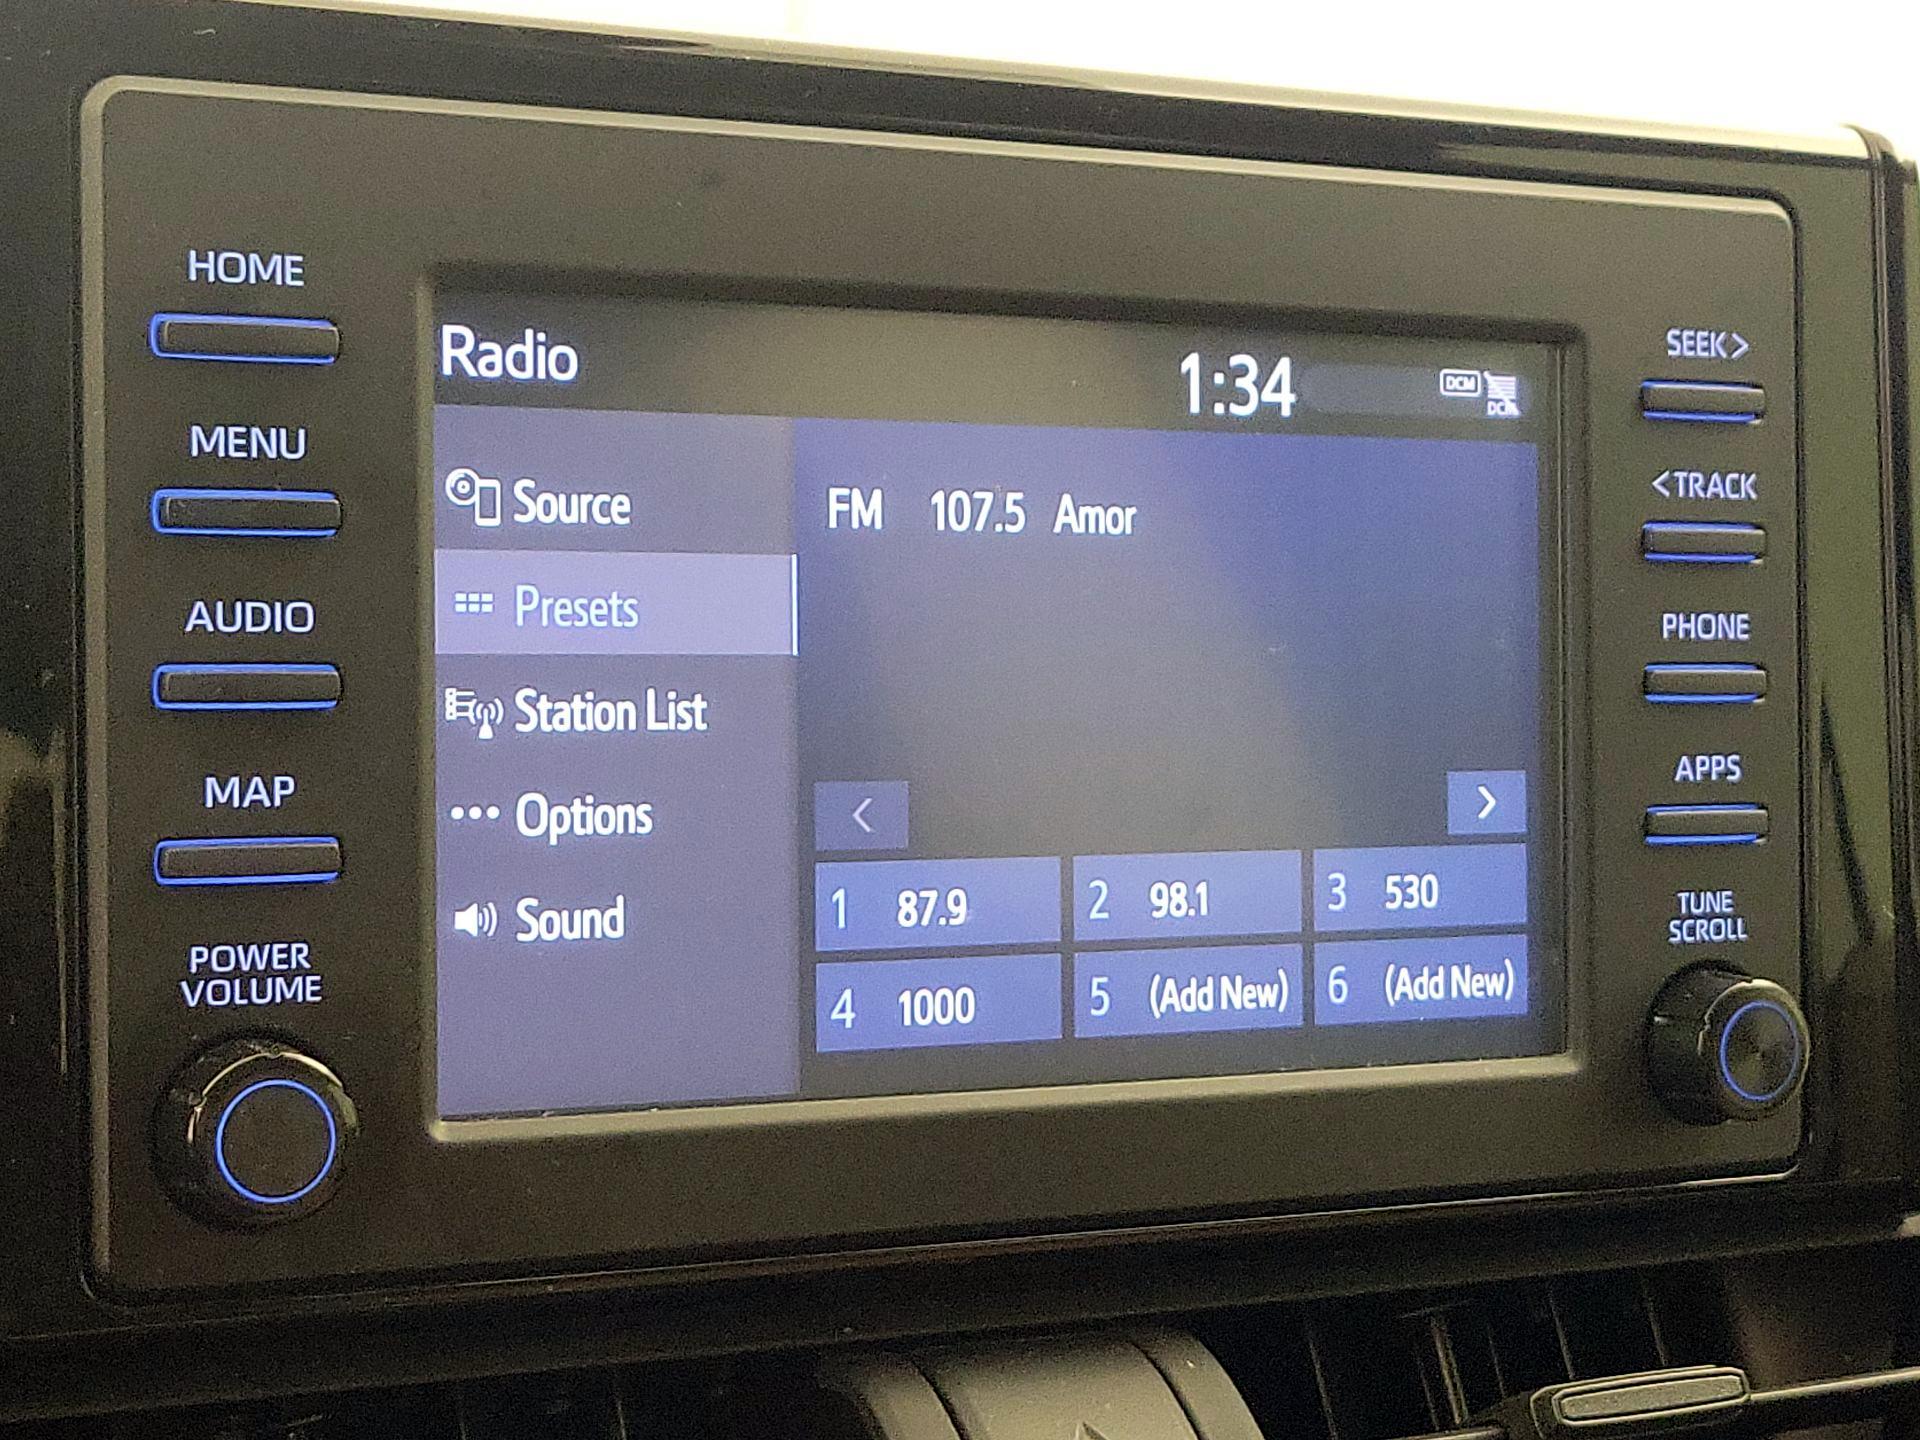 HOME
MENU
AUDIO
MAP
POWER
VOLUME
Radio
1:34
DCM
DCM
Source
Presets
Station List
Options
Sound
FM 107.5 Amor
< >
1 87.9 2 98.1 3 530
4 1000 5 (Add New) 6 (Add New)
SEEK>
<TRACK
PHONE
APPS
TUNE
SCROLL